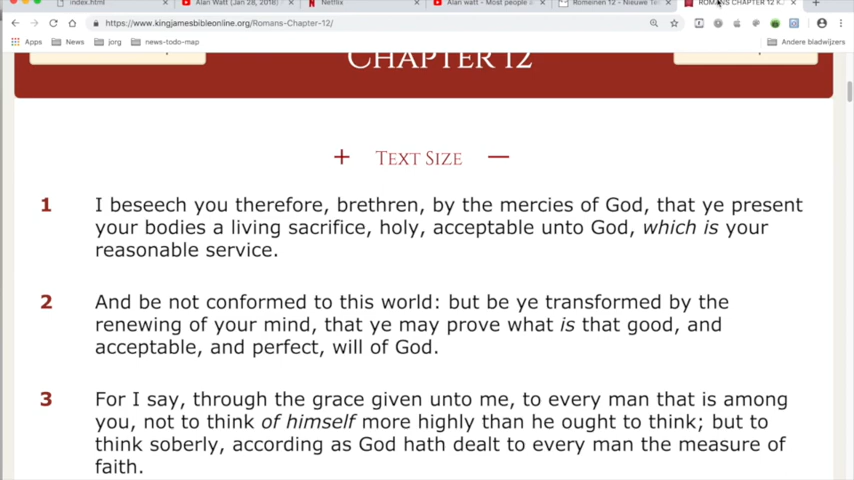 index.html
Alan Watt (Jan 28, 2018)
Netflix
Alan watt - Most people
Romeinen 12 - Nieuwe
ROMANS CHAPTER 12
https://www.kingjamesbibleonline.org/Romans-Chapter-12/
Apps
News
jorg
news-todo-map
Andere bladwijzers
CHAPTER 12
+ TEXT SIZE —
1 I beseech you therefore, brethren, by the mercies of God, that ye present
your bodies a living sacrifice, holy, acceptable unto God, which is your
reasonable service.
2 And be not conformed to this world: but be ye transformed by the
renewing of your mind, that ye may prove what is that good, and
acceptable, and perfect, will of God.
3 For I say, through the grace given unto me, to every man that is among
you, not to think of himself more highly than he ought to think; but to
think soberly, according as God hath dealt to every man the measure of
faith.